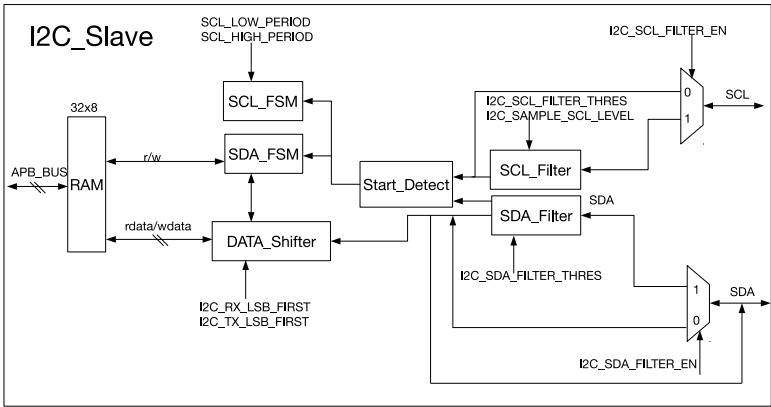 I2C_Slave
SCL_LOW_PERIOD
SCL_HIGH_PERIOD
I2C_SCL_FILTER_EN
SCL_FSM
0
SCL
1
32x8
I2C_SCL_FILTER_THRES
I2C_SAMPLE_SCL_LEVEL
r/w
SDA_FSM
SCL_Filter
APB_BUS
RAM
Start_Detect
SDA
rdata/wdata
DATA_Shifter
SDA_Filter
I2C_SDA_FILTER_THRES
1
SDA
0
I2C_RX_LSB_FIRST
I2C_TX_LSB_FIRST
I2C_SDA_FILTER_EN